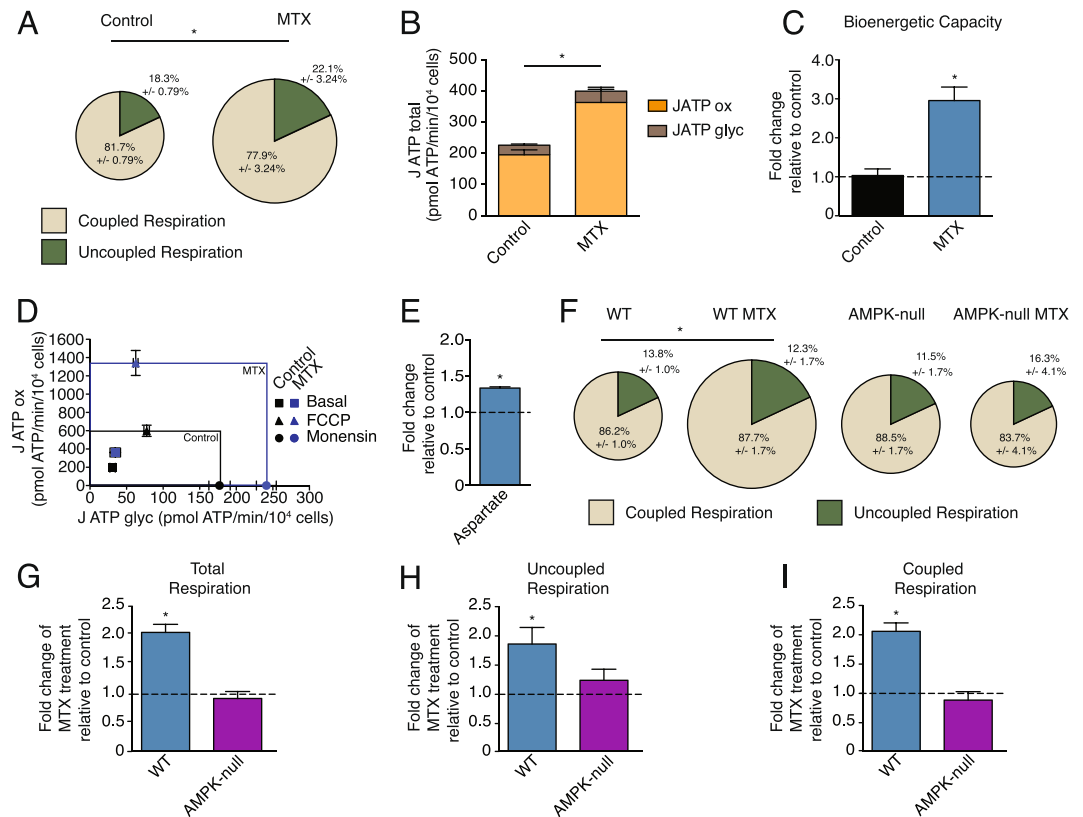 A
Control
MTX
*
18.3%
+/- 0.79%
81.7%
+/- 0.79%
22.1%
+/- 3.24%
77.9%
+/- 3.24%
Coupled Respiration
Uncoupled Respiration
B
J ATP total
(pmol ATP/min/10⁴ cells)
500
400
300
200
100
0
*
Control
MTX
JATP ox
JATP glyc
C
Bioenergetic Capacity
Fold change
relative to control
4.0
3.0
2.0
1.0
0
*
Control
MTX
D
J ATP ox
(pmol ATP/min/10⁴ cells)
1600
1400
1200
1000
800
600
400
200
0
0
50
100
150
200
250
300
J ATP glyc (pmol ATP/min/10⁴ cells)
MTX
Control
Control
MTX
Basal
FCCP
Monensin
E
Fold change
relative to control
2.0
1.5
1.0
0.5
0
*
Aspartate
F
WT
WT MTX
AMPK-null
AMPK-null MTX
*
13.8%
+/- 1.0%
86.2%
+/- 1.0%
12.3%
+/- 1.7%
87.7%
+/- 1.7%
11.5%
+/- 1.7%
88.5%
+/- 1.7%
16.3%
+/- 4.1%
83.7%
+/- 4.1%
Coupled Respiration
Uncoupled Respiration
G
Total
Respiration
Fold change of
MTX treatment
relative to control
2.5
2.0
1.5
1.0
0.5
0
*
WT
AMPK-null
H
Uncoupled
Respiration
Fold change of
MTX treatment
relative to control
2.5
2.0
1.5
1.0
0.5
0
*
WT
AMPK-null
I
Coupled
Respiration
Fold change of
MTX treatment
relative to control
2.5
2.0
1.5
1.0
0.5
0
*
WT
AMPK-null